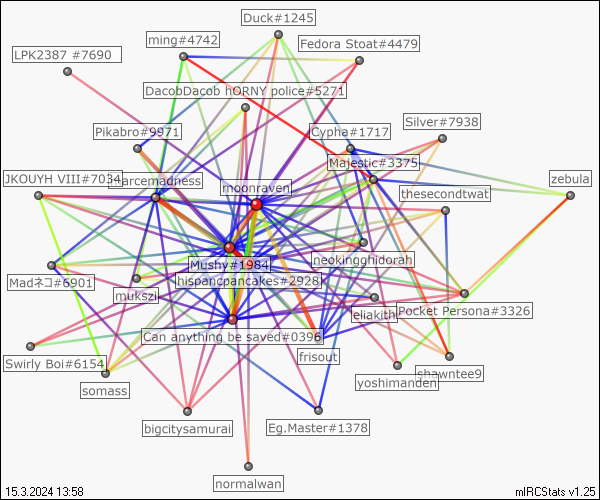 Duck#1245
ming#4742
Fedora Stoat#4479
LPK2387 #7690
DacobDacob hORNY police#5271
Silver#7938
Pikabro#9971
Cypha#1717
Majestic#3375
JKOUYH VIII#7034
marcemadness
zebula
moonraven
thesecondtwat
neokingghidorah
Mushy#1984
Madネコ#6901
hispancpancakes#2928
mukszi
Pocket Persona#3326
eliakith
Can anything be saved#0396
frisout
Swirly Boi#6154
shawntee9
yoshimanden
somass
bigcitysamurai
Eg.Master#1378
normalwan
15.3.2024 13:58
mIRCStats v1.25